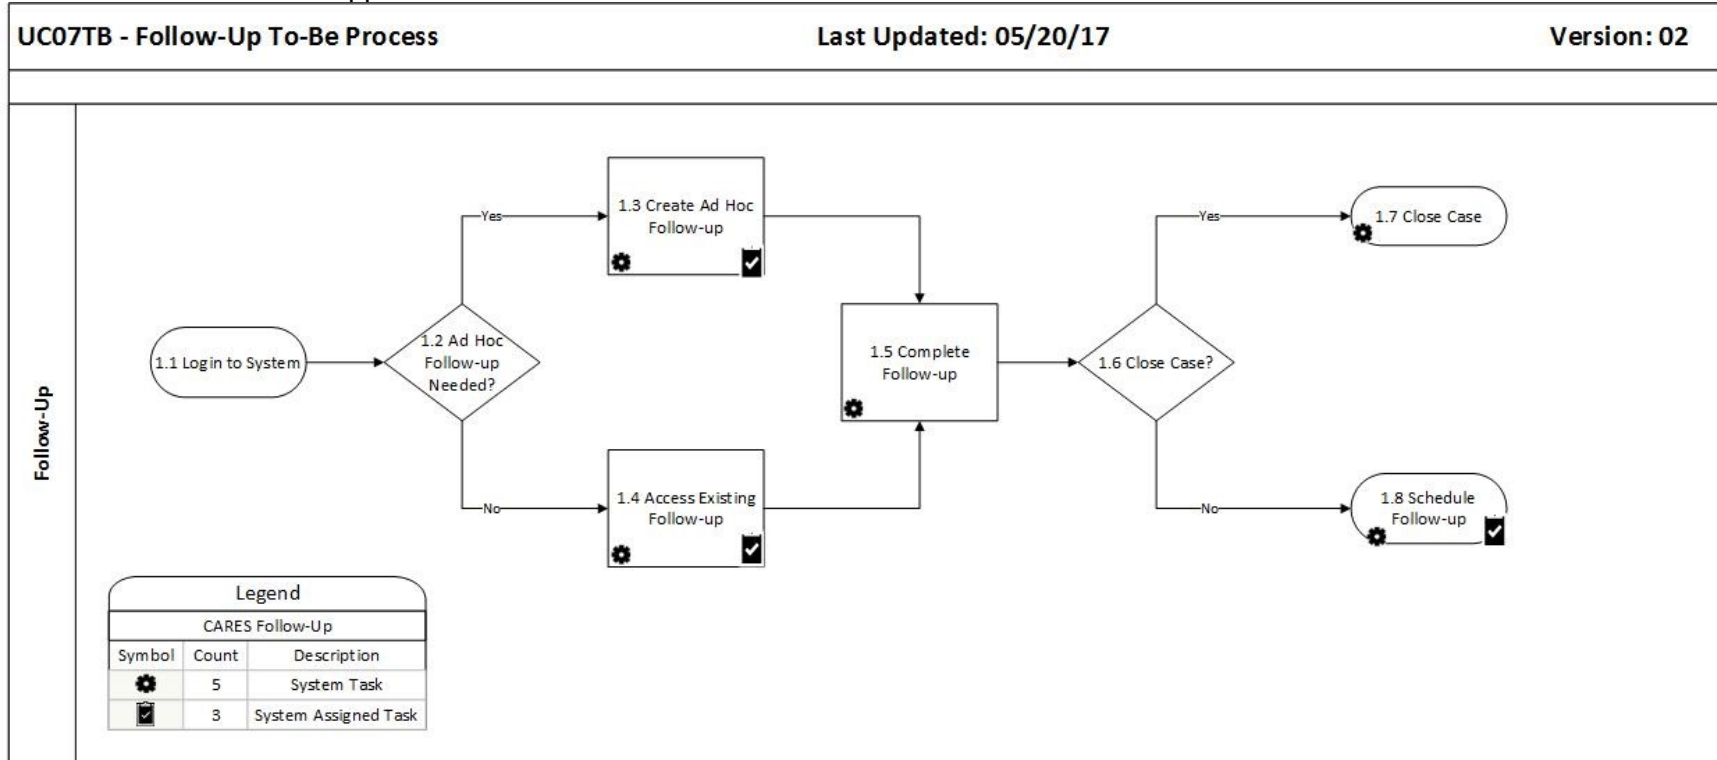 UC07TB - Follow-Up To-Be Process
Last Updated: 05/20/17
Version: 02
Follow-Up
1.1 Login to System
1.2 Ad Hoc
Follow-up
Needed?
Yes
No
1.3 Create Ad Hoc
Follow-up
1.4 Access Existing
Follow-up
1.5 Complete
Follow-up
1.6 Close Case?
Yes
No
1.7 Close Case
1.8 Schedule
Follow-up
Legend
CARES Follow-Up
Symbol Count Description
5 System Task
3 System Assigned Task